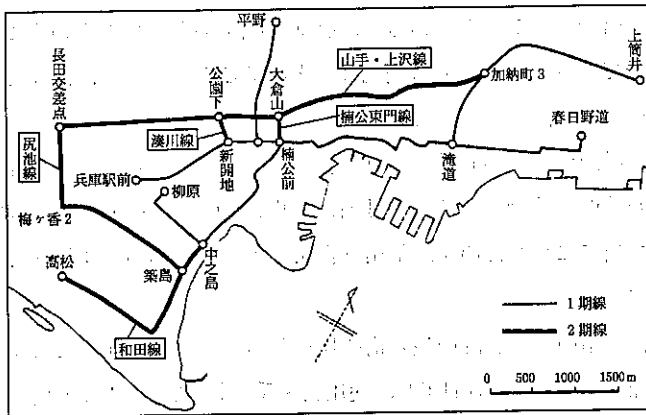 平野
上筒井
長田交差点
公園下
大倉山
山手・上沢線
加納町3
尻池線
湊川線
楠公東門線
春日野道
兵庫駅前
新開地
楠公前
滝道
柳原
梅ヶ香2
中之島
高松
築島
和田線
1期線
2期線
0 500 1000 1500m